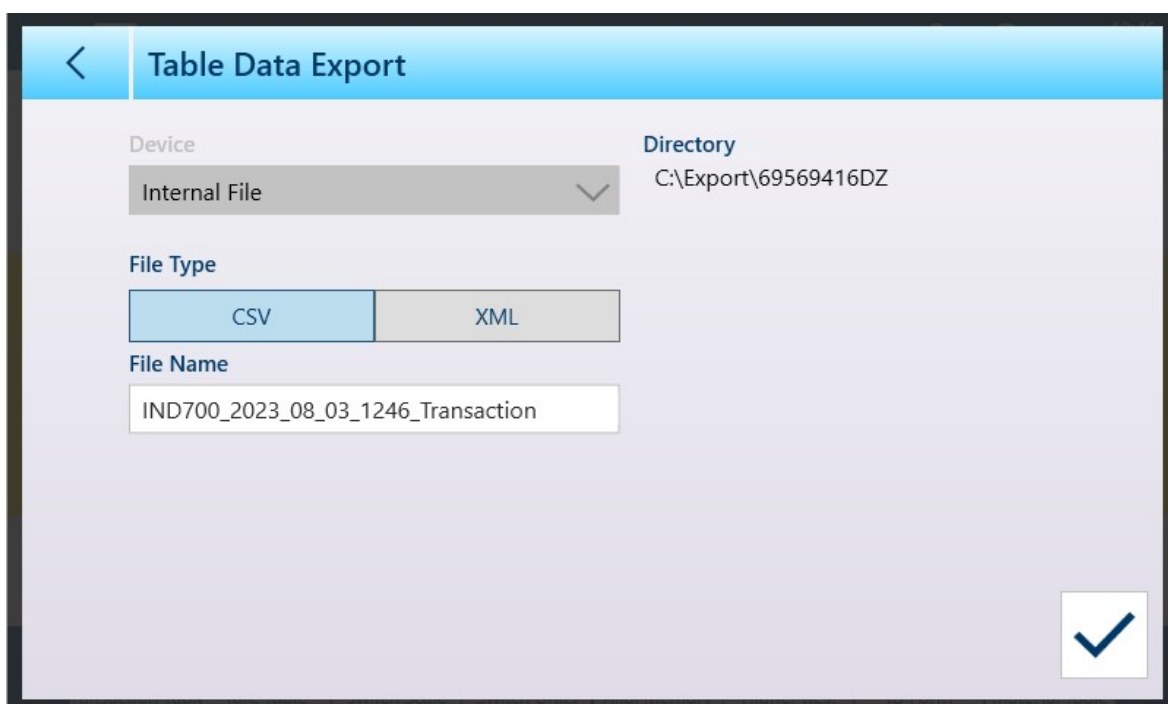 Table Data Export
Device
Internal File
Directory
C:\Export\69569416DZ
File Type
CSV
XML
File Name
IND700_2023_08_03_1246_Transaction